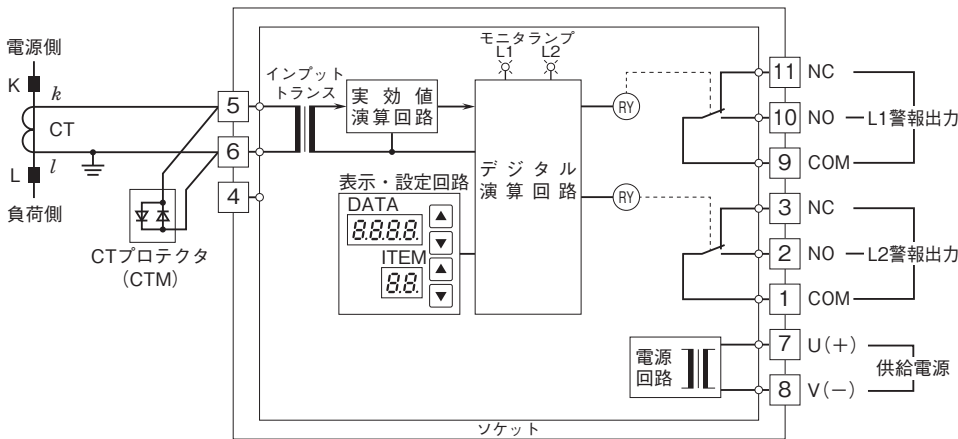 電源側
K
k
CT
L
l
負荷側
CTプロテクタ
(CTM)
5
6
4
インプット
トランス
実効値
演算回路
モニタランプ
L1
L2
デジタル
演算回路
表示・設定回路
DATA
8.8.8.8.
ITEM
8.8.
RY
RY
電源
回路
11 NC
10 NO
9 COM
L1警報出力
3 NC
2 NO
1 COM
L2警報出力
7 U(+)
8 V(−)
供給電源
ソケット